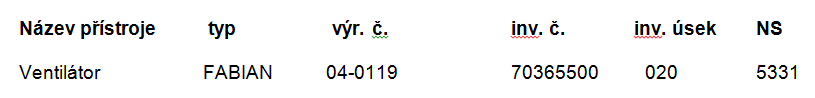 Název přístroje typ výr. č. inv. č. inv. úsek NS
Ventilátor FABIAN 04-0119 70365500 020 5331